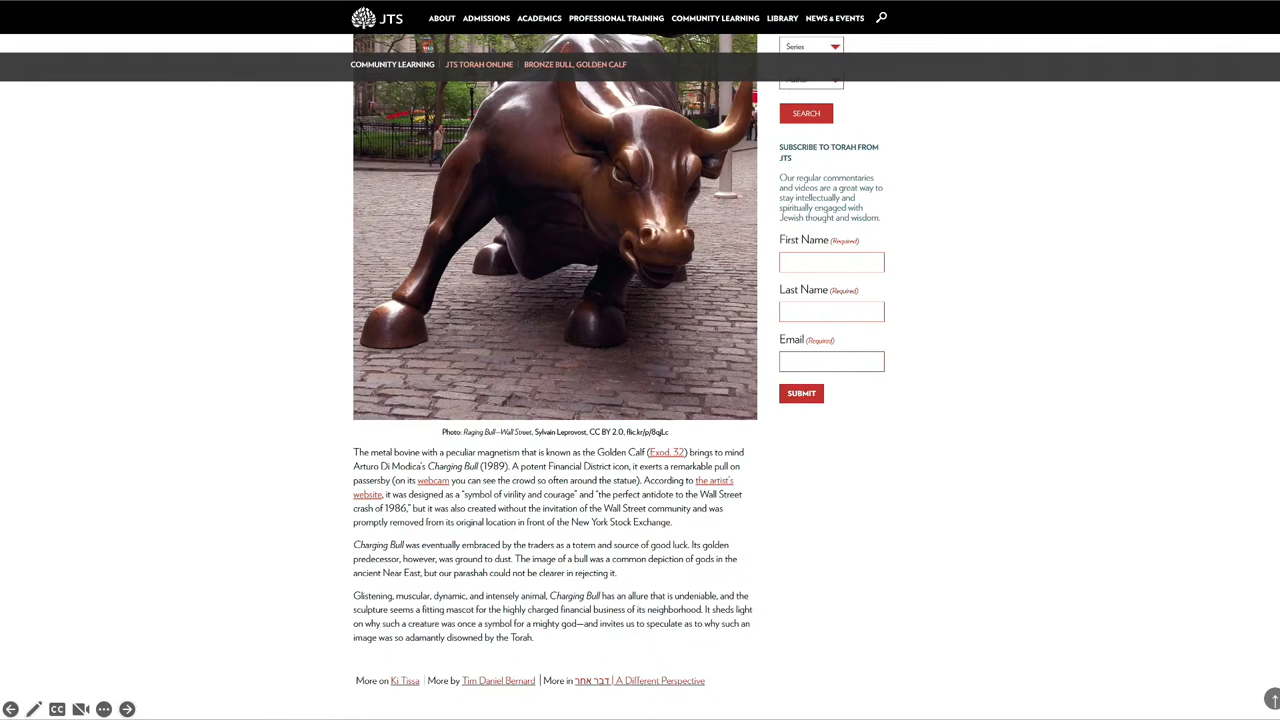 JTS
ABOUT ADMISSIONS ACADEMICS PROFESSIONAL TRAINING COMMUNITY LEARNING LIBRARY NEWS & EVENTS
COMMUNITY LEARNING JTS TORAH ONLINE BRONZE BULL, GOLDEN CALF
Series
SEARCH
SUBSCRIBE TO TORAH FROM
JTS
Our regular commentaries
and videos are a great way to
stay intellectually and
spiritually engaged with
Jewish thought and wisdom.
First Name (Required)
Last Name (Required)
Email (Required)
SUBMIT
Photo: Raging Bull—Wall Street, Sylvain Leprovost, CC BY 2.0, flic.kr/p/8qjLc
The metal bovine with a peculiar magnetism that is known as the Golden Calf (Exod. 32) brings to mind
Arturo Di Modica's Charging Bull (1989). A potent Financial District icon, it exerts a remarkable pull on
passersby (on its webcam you can see the crowd so often around the statue). According to the artist's
website, it was designed as a "symbol of virility and courage" and "the perfect antidote to the Wall Street
crash of 1986," but it was also created without the invitation of the Wall Street community and was
promptly removed from its original location in front of the New York Stock Exchange.
Charging Bull was eventually embraced by the traders as a totem and source of good luck. Its golden
predecessor, however, was ground to dust. The image of a bull was a common depiction of gods in the
ancient Near East, but our parashah could not be clearer in rejecting it.
Glistening, muscular, dynamic, and intensely animal, Charging Bull has an allure that is undeniable, and the
sculpture seems a fitting mascot for the highly charged financial business of its neighborhood. It sheds light
on why such a creature was once a symbol for a mighty god—and invites us to speculate as to why such an
image was so adamantly disowned by the Torah.
More on Ki Tissa More by Tim Daniel Bernard More in דבר אחר | A Different Perspective
CC